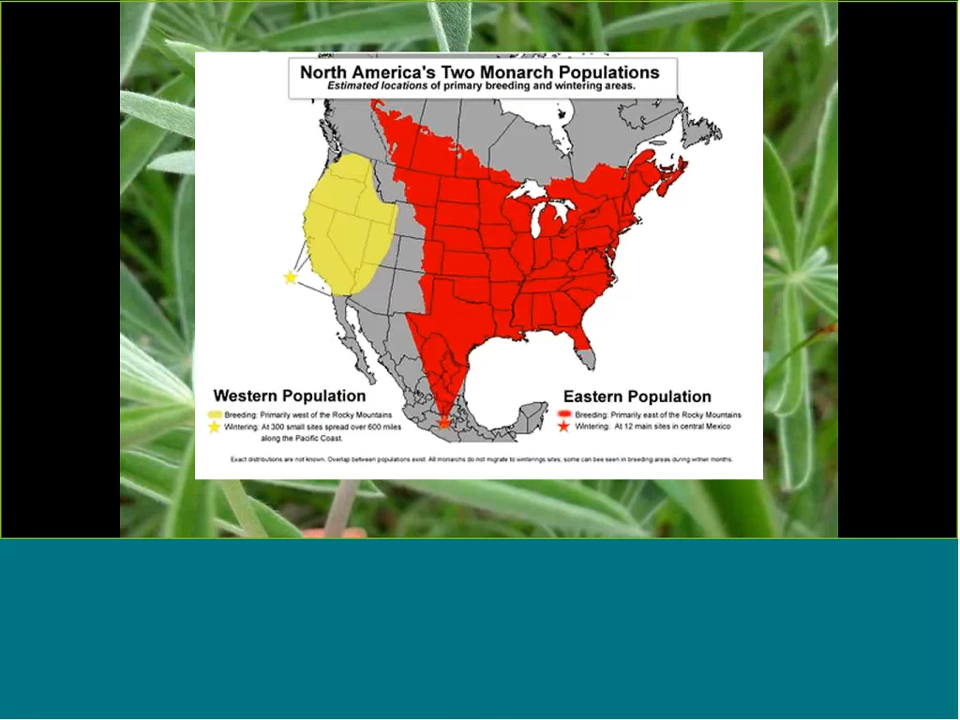 North America's Two Monarch Populations
Estimated locations of primary breeding and wintering areas.
Western Population
Breeding: Primarily west of the Rocky Mountains
Wintering: At 300 small sites spread over 600 miles
along the Pacific Coast.
Eastern Population
Breeding: Primarily east of the Rocky Mountains
Wintering: At 12 main sites in central Mexico
Exact distributions are not known. Overlap between populations exist. All monarchs do not migrate to winterings sites, some can bee seen in breeding areas during writen months.